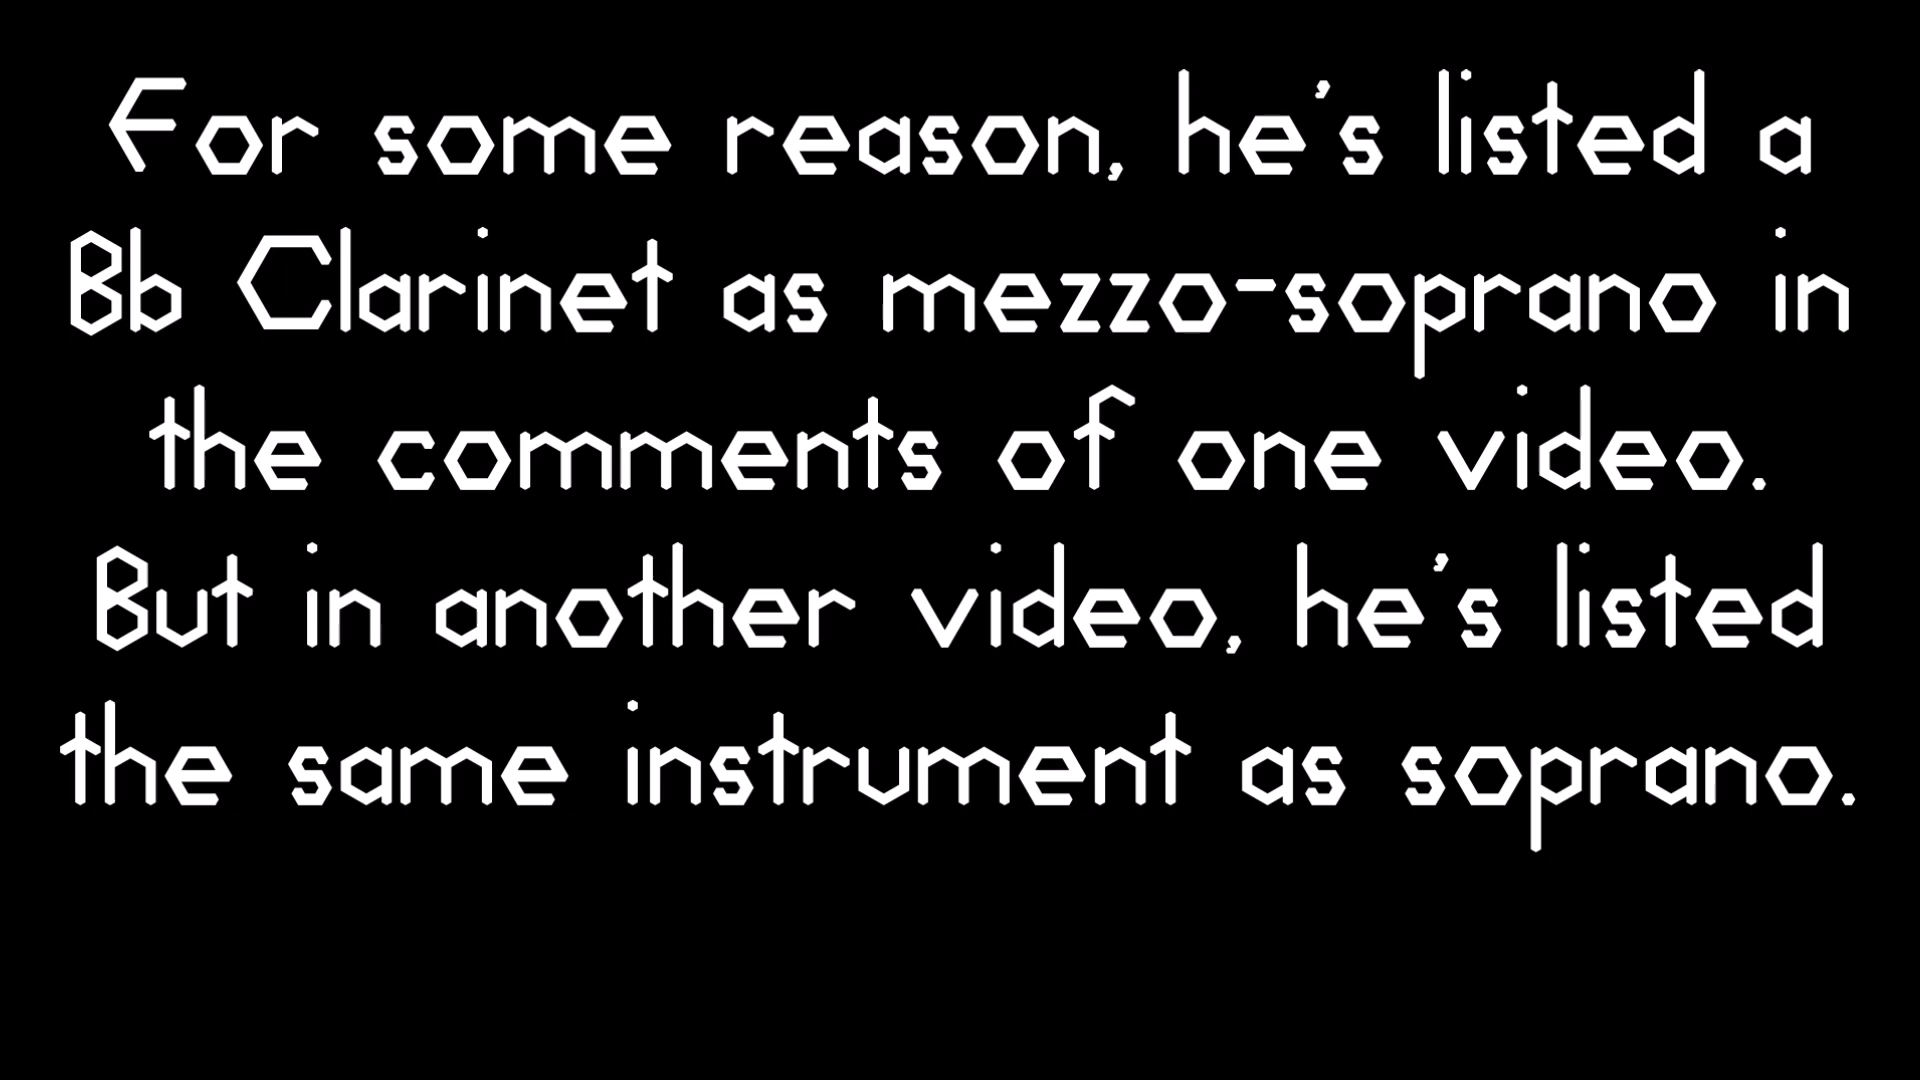 For some reason, he's listed a
Bb Clarinet as mezzo-soprano in
the comments of one video.
But in another video, he's listed
the same instrument as soprano.